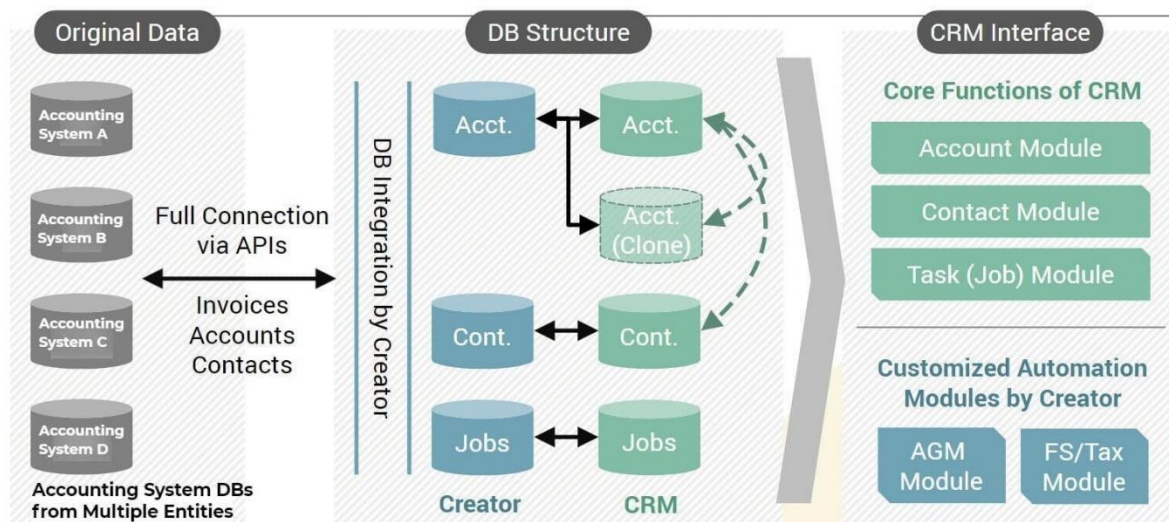 Original Data
Accounting
System A
Accounting
System B
Accounting
System C
Accounting
System D
Accounting System DBs
from Multiple Entities
Full Connection
via APIs
Invoices
Accounts
Contacts
DB Structure
DB Integration by Creator
Acct.
Acct.
Acct.
(Clone)
Cont.
Cont.
Jobs
Jobs
Creator
CRM
CRM Interface
Core Functions of CRM
Account Module
Contact Module
Task (Job) Module
Customized Automation
Modules by Creator
AGM
Module
FS/Tax
Module